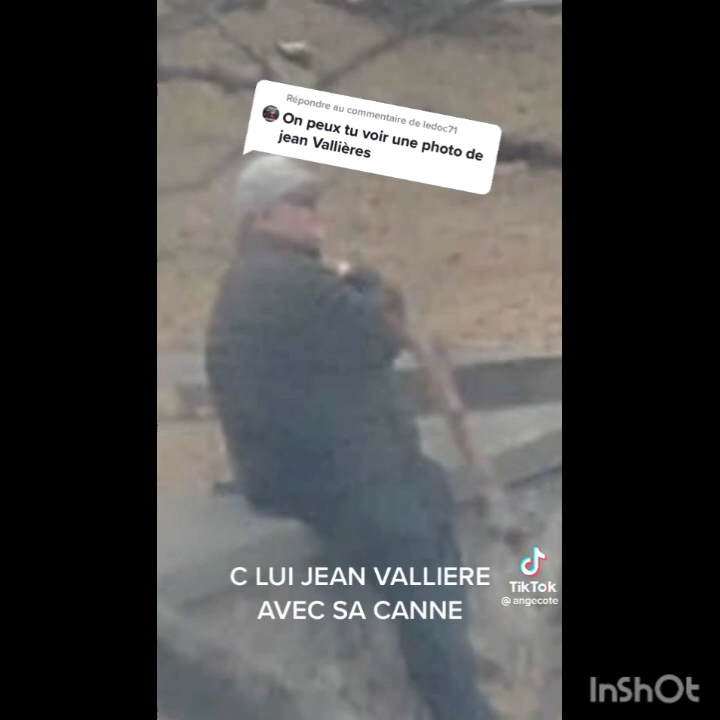 Répondre au commentaire de ledoc71
On peux tu voir une photo de
jean Vallières
C LUI JEAN VALLIERE
AVEC SA CANNE
TikTok
@angecote
InShOt